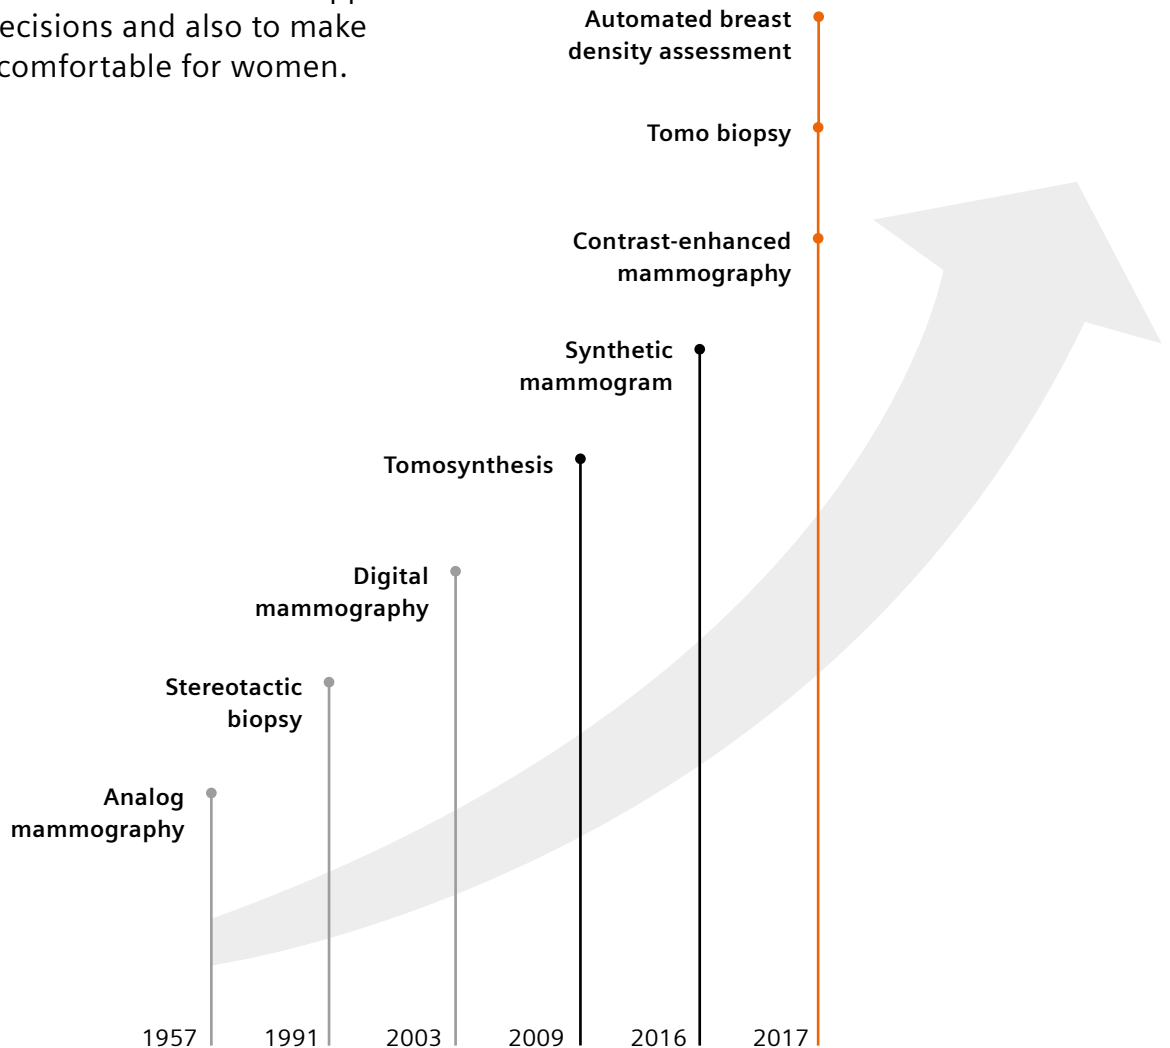 ecisions and also to make
comfortable for women.
Automated breast
density assessment
Tomo biopsy
Contrast-enhanced
mammography
Synthetic
mammogram
Tomosynthesis
Digital
mammography
Stereotactic
biopsy
Analog
mammography
1957 1991 2003 2009 2016 2017